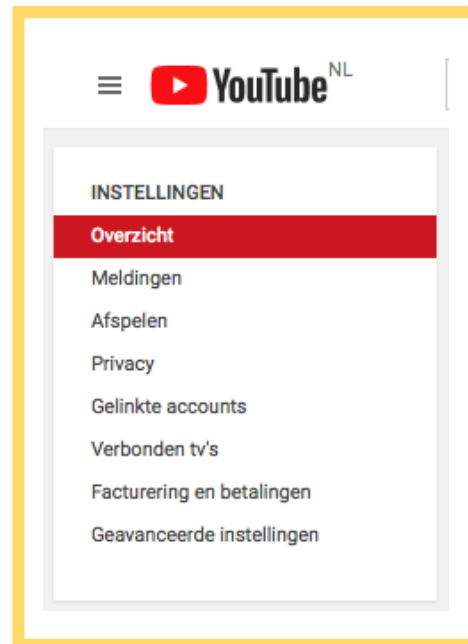 YouTube NL
INSTELLINGEN
Overzicht
Meldingen
Afspelen
Privacy
Gelinkte accounts
Verbonden tv's
Facturering en betalingen
Geavanceerde instellingen